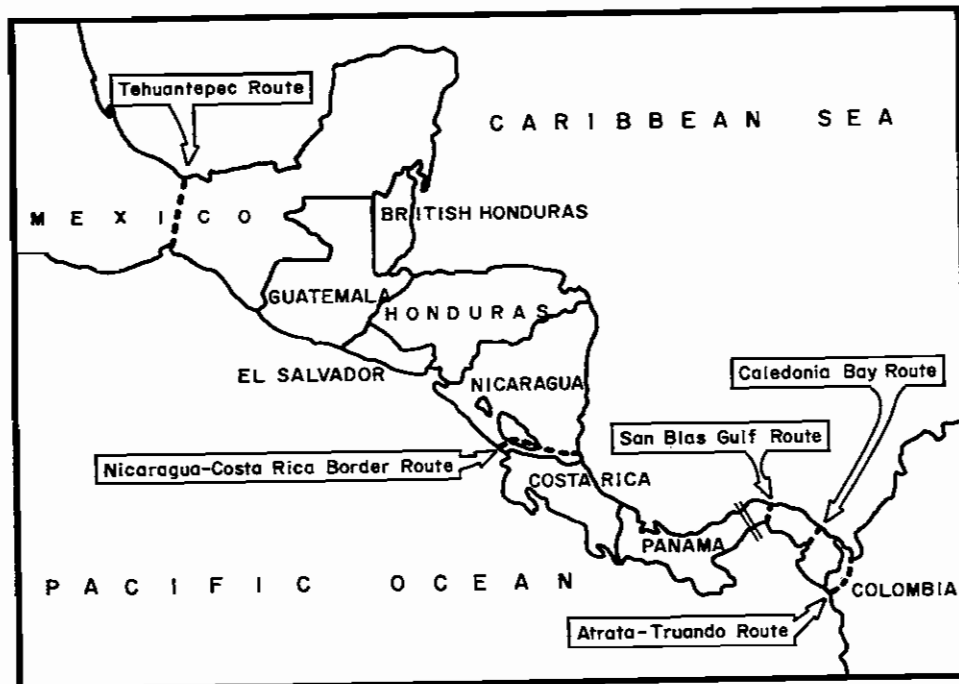 Tehuantepec Route
CARIBBEAN SEA
MEXICO
BRITISH HONDURAS
GUATEMALA
HONDURAS
EL SALVADOR
NICARAGUA
Caledonia Bay Route
San Blas Gulf Route
Nicaragua-Costa Rica Border Route
COSTA RICA
PANAMA
PACIFIC OCEAN
COLOMBIA
Atrata-Truando Route